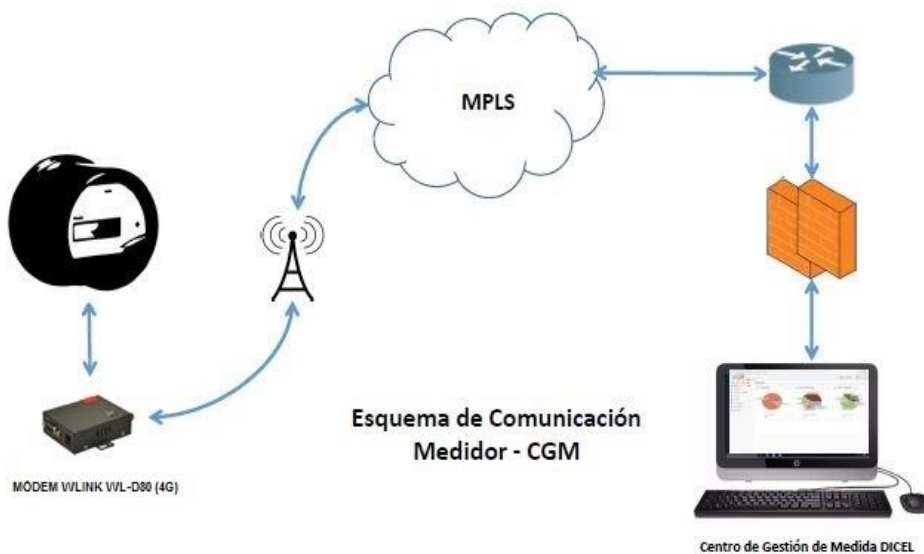 MPLS
Esquema de Comunicación
Medidor - CGM
MÓDEM WLINK WL-D80 (4G)
Centro de Gestión de Medida DICEL